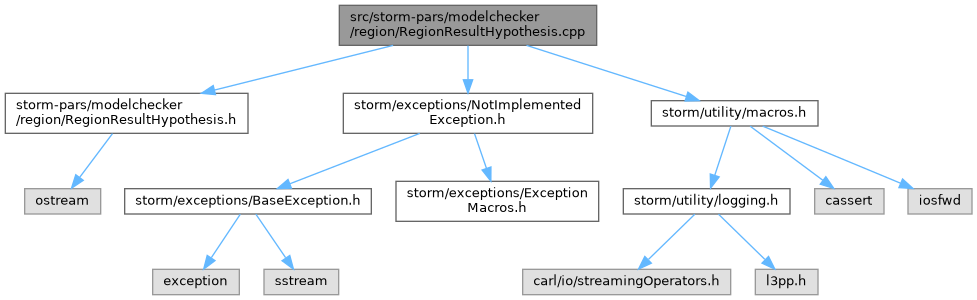 src/storm-pars/modelchecker
/region/RegionResultHypothesis.cpp
storm-pars/modelchecker
/region/RegionResultHypothesis.h
storm/exceptions/NotImplemented
Exception.h
storm/utility/macros.h
ostream
storm/exceptions/BaseException.h
storm/exceptions/Exception
Macros.h
storm/utility/logging.h
cassert
iosfwd
exception
sstream
carl/io/streamingOperators.h
l3pp.h